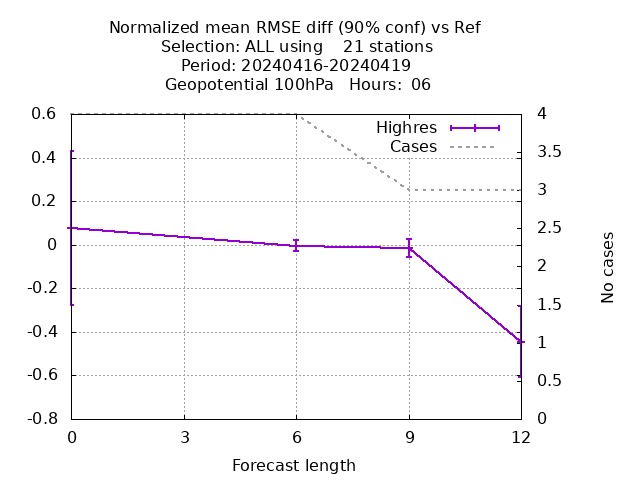 Normalized mean RMSE diff (90% conf) vs Ref
Selection: ALL using    21 stations
Period: 20240416-20240419
Geopotential 100hPa   Hours:  06
Highres
Cases
0.6
0.4
0.2
0
-0.2
-0.4
-0.6
-0.8
4
3.5
3
2.5
2
1.5
1
0.5
0
No cases
0 3 6 9 12
Forecast length